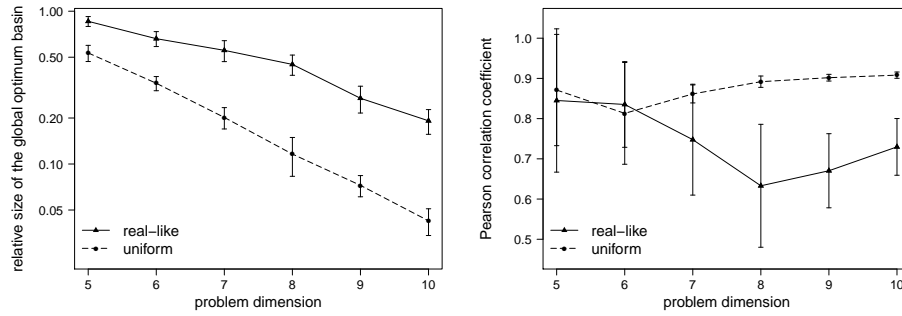 relative size of the global optimum basin
1.00
0.50
0.20
0.10
0.05
real−like
uniform
5 6 7 8 9 10
problem dimension
Pearson correlation coefficient
1.0
0.9
0.8
0.7
0.6
0.5
real−like
uniform
5 6 7 8 9 10
problem dimension